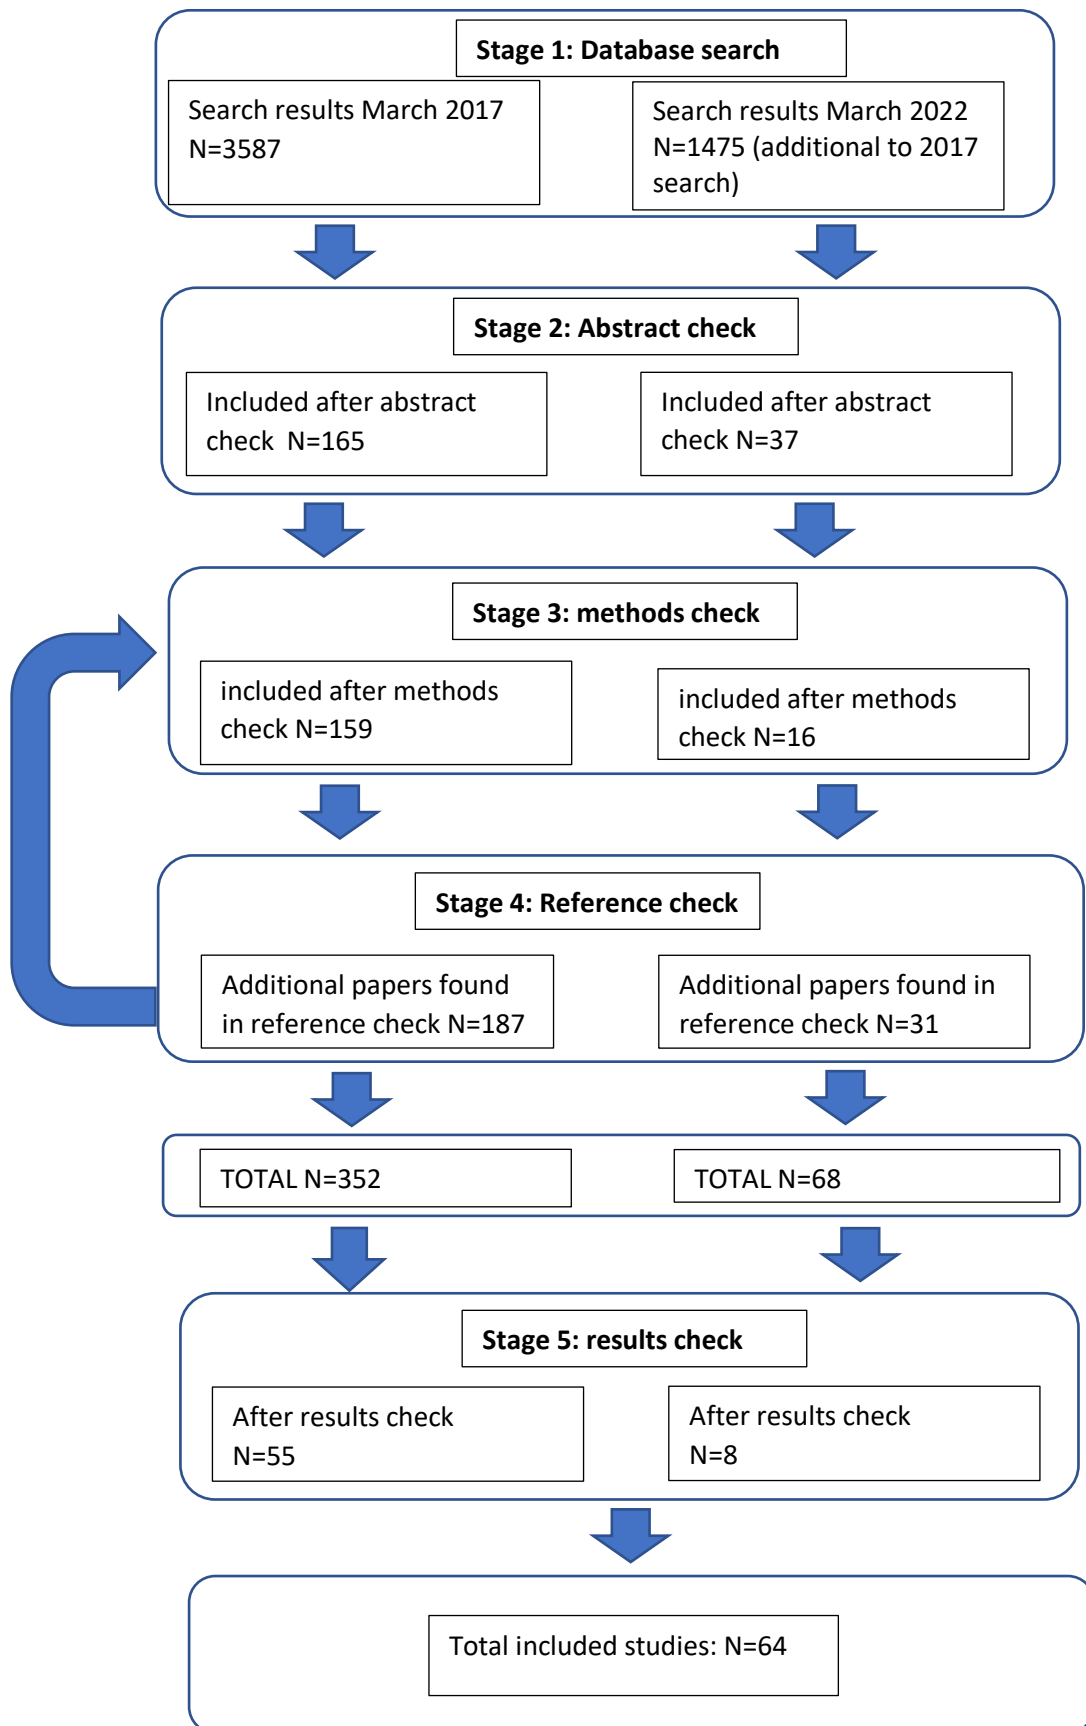 Stage 1: Database search
Search results March 2017
N=3587
Search results March 2022
N=1475 (additional to 2017
search)
Stage 2: Abstract check
Included after abstract
check  N=165
Included after abstract
check N=37
Stage 3: methods check
included after methods
check N=159
included after methods
check N=16
Stage 4: Reference check
Additional papers found
in reference check N=187
Additional papers found in
reference check N=31
TOTAL N=352
TOTAL N=68
Stage 5: results check
After results check
N=55
After results check
N=8
Total included studies: N=64